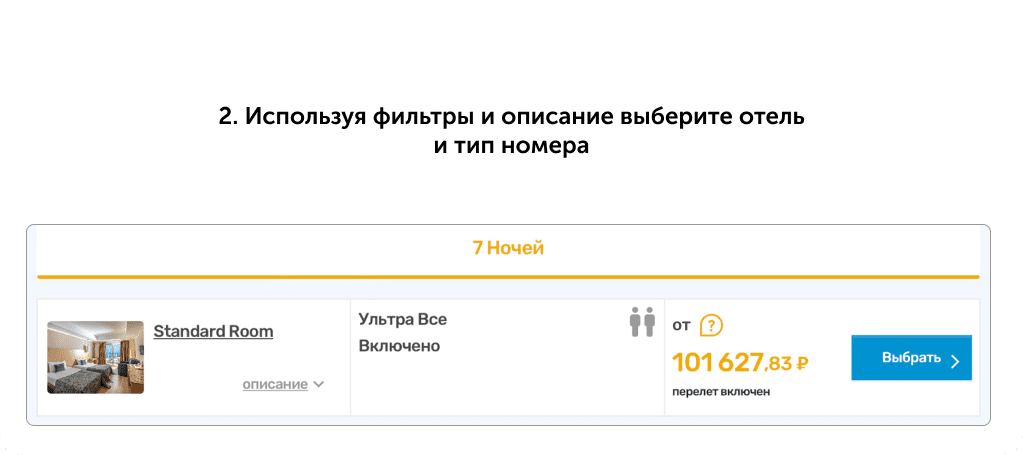 2. Используя фильтры и описание выберите отель
и тип номера
7 Ночей
Standard Room
описание
Ультра Все
Включено
от ?
101 627,83 ₽
перелет включен
Выбрать